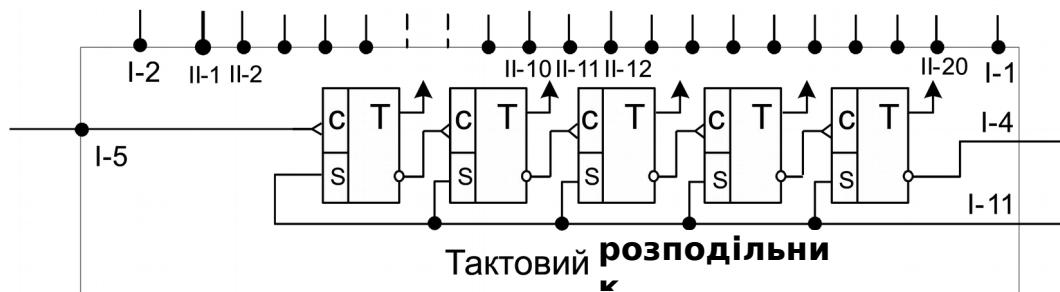 I-2 II-1 II-2 II-10 II-11 II-12 II-20 I-1
C T C T C T C T C T
I-4
I-5
S S S S S
I-11
Тактовий розподільни
к